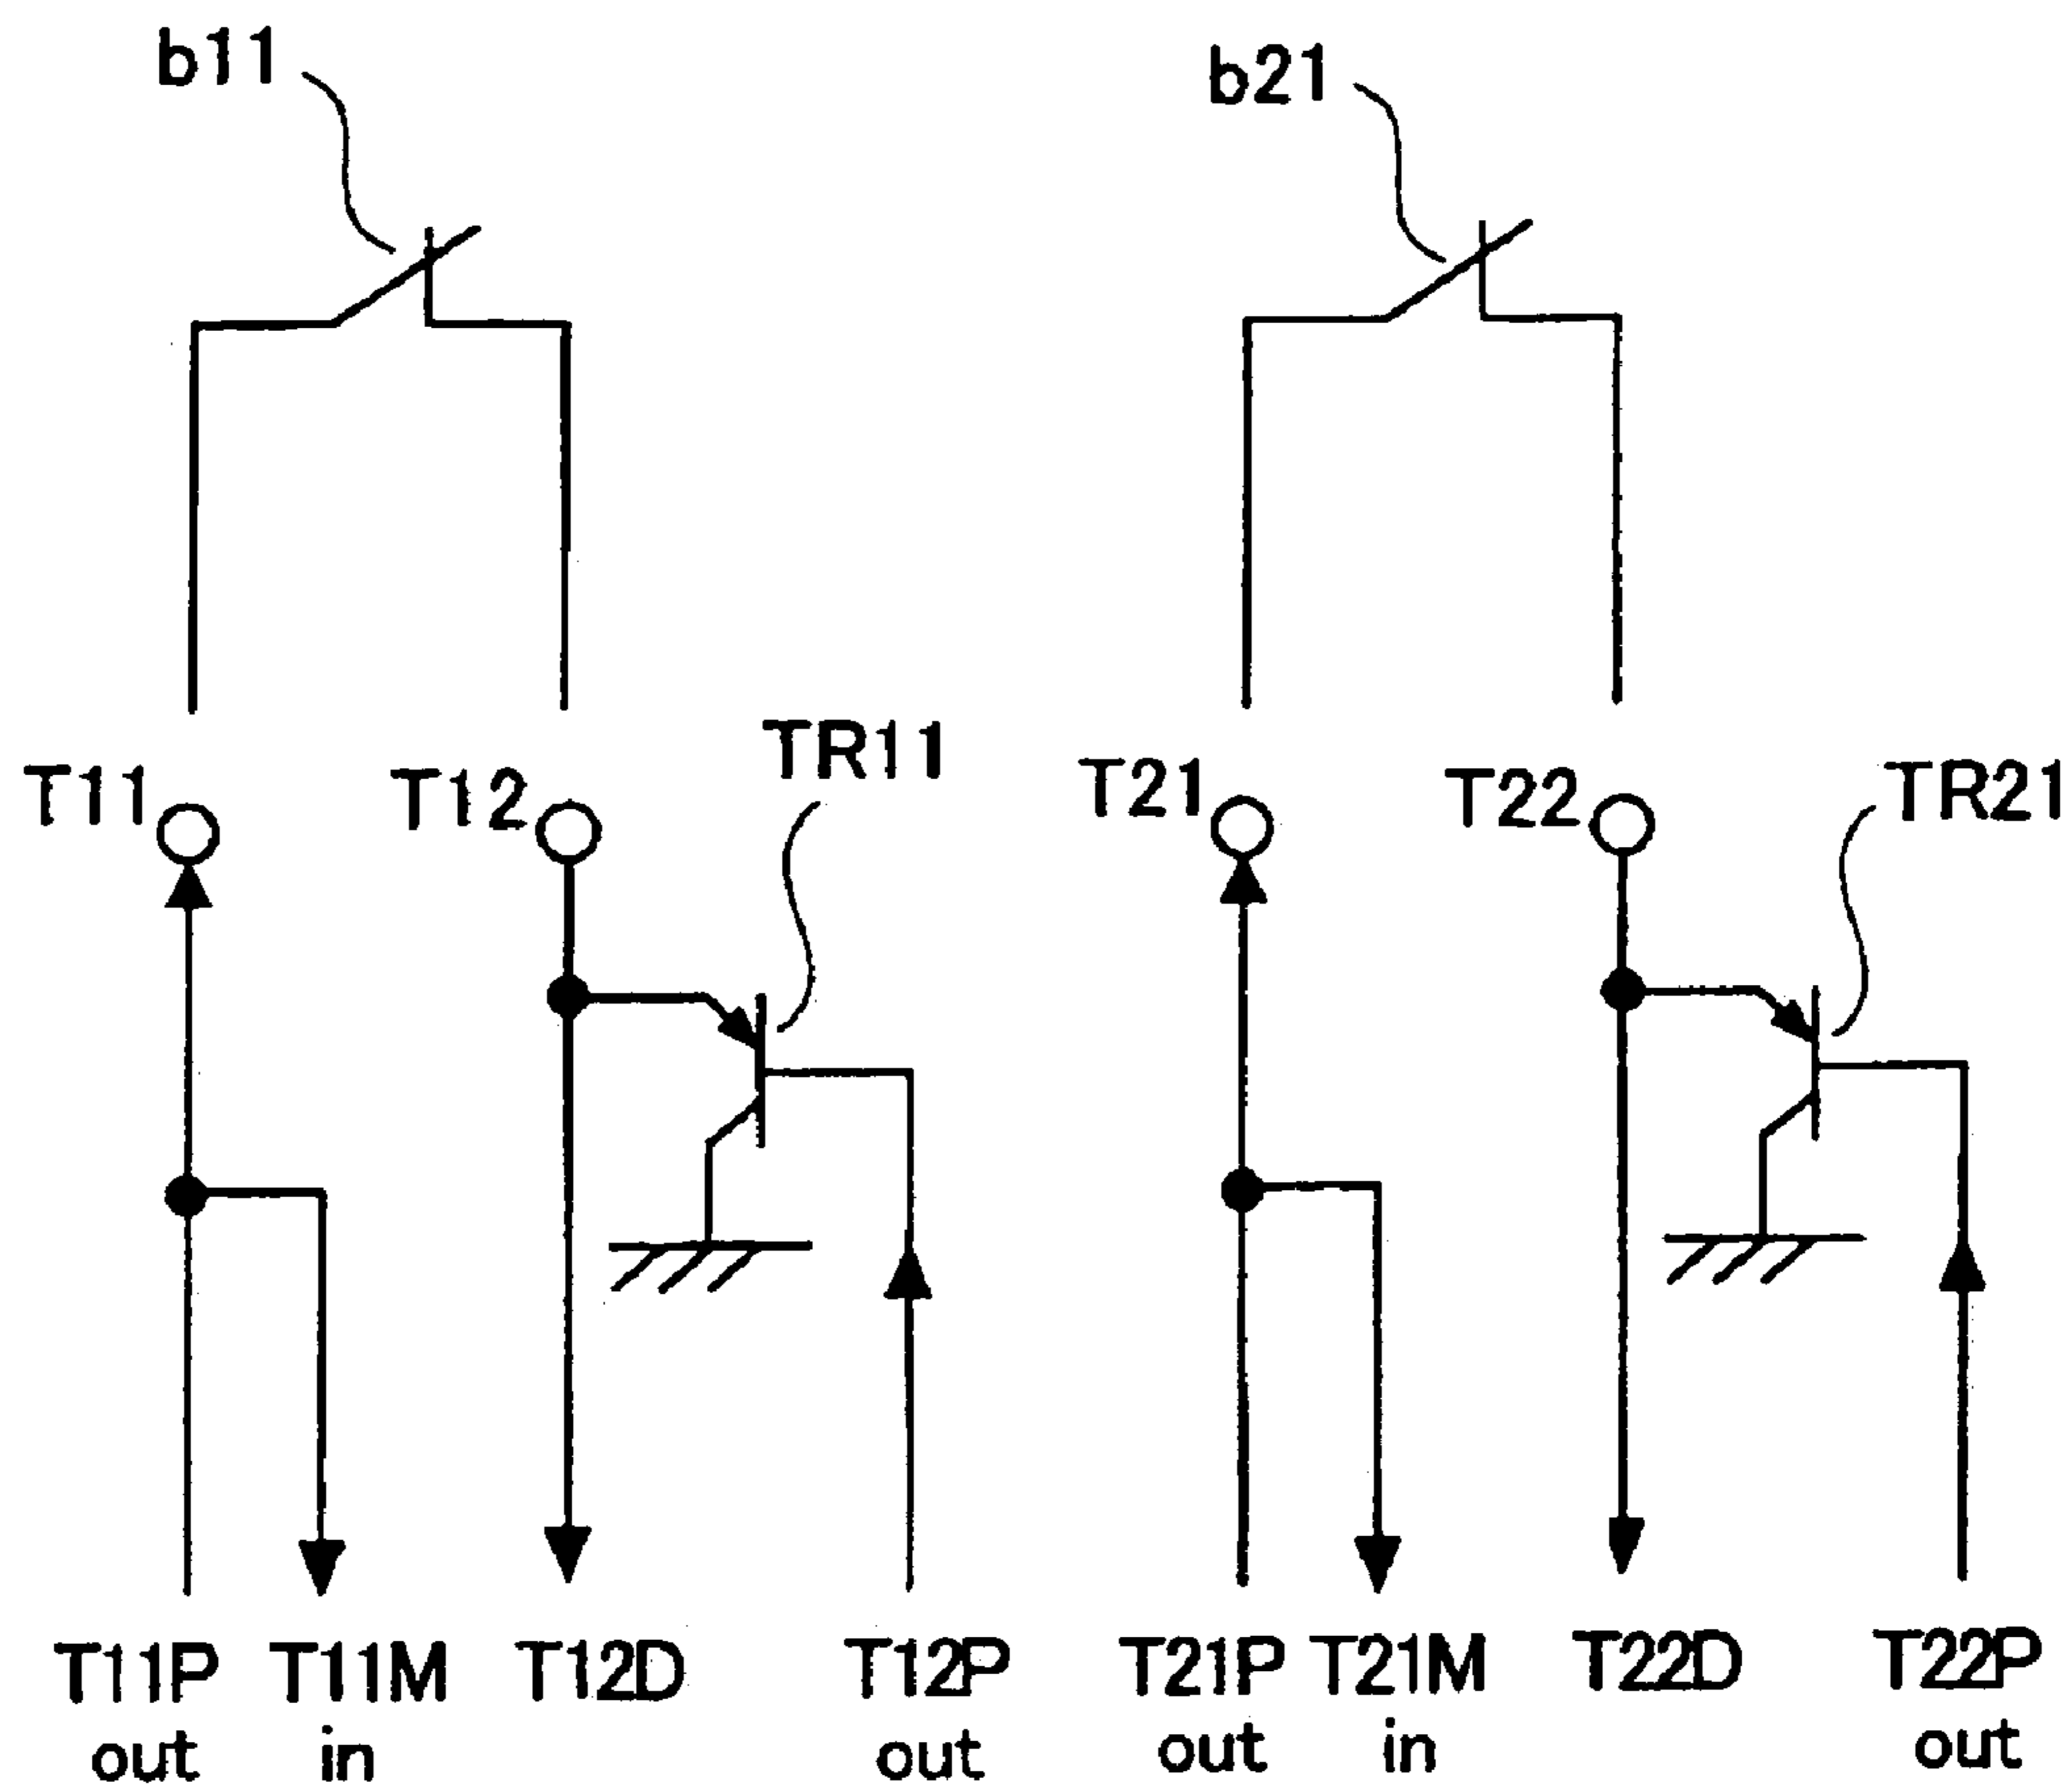 b11
b21
TR11
T11
T12
T21
T22
TR21
T11P
T11M
T12D
T12P
T21P
T21M
T22D
T22P
out
in
out
out
in
out